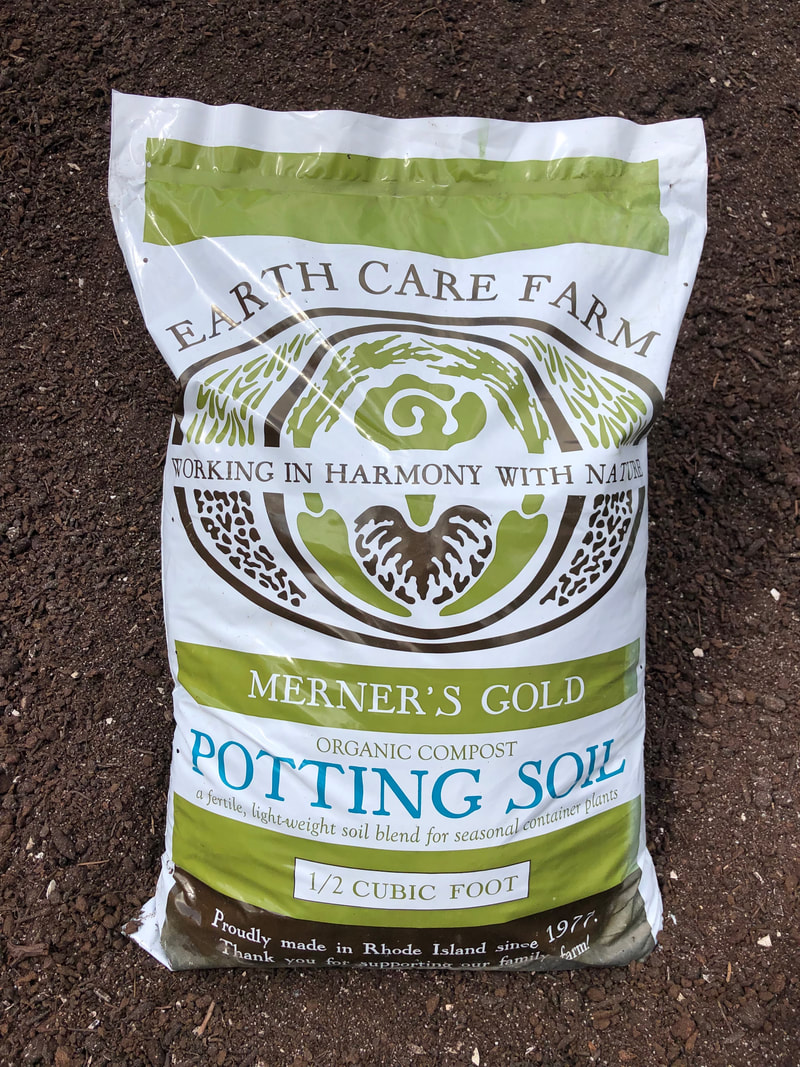 EARTH CARE FARM
WORKING IN HARMONY WITH NATURE
MERNER'S GOLD
ORGANIC COMPOST
POTTING SOIL
a fertile, light-weight soil blend for seasonal container plants
1/2 CUBIC FOOT
Proudly made in Rhode Island since 1977.
Thank you for supporting our family farm!